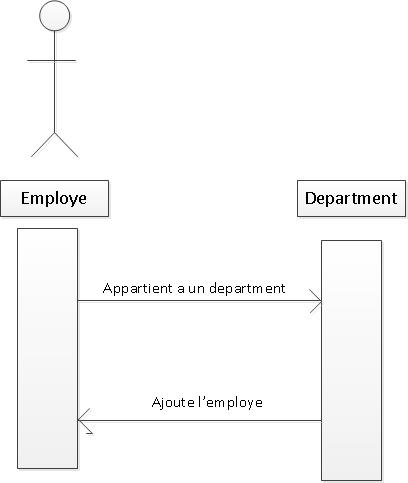 Employe
Department
Appartient a un department
Ajoute l'employe